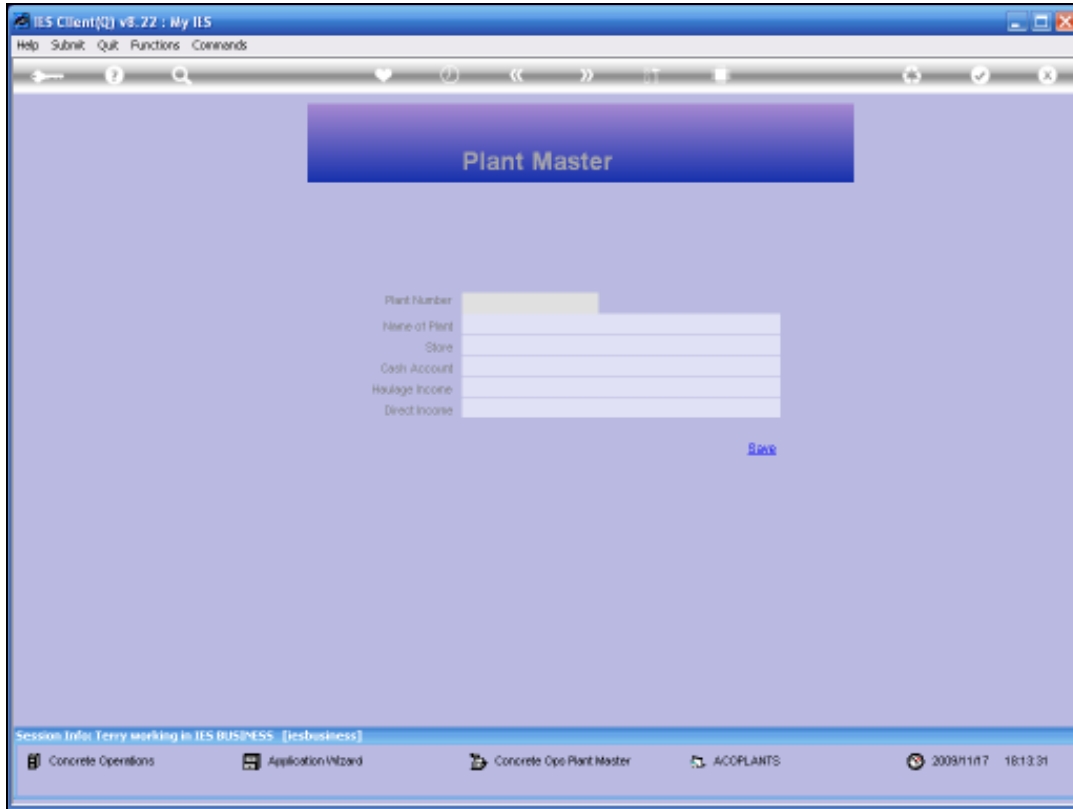 IES Client(Q) v8.22 : My IES
Help Submit Quit Functions Commands
Plant Master
Plant Number
Name of Plant
Store
Cash Account
Haulage Income
Direct Income
Save
Session Info: Terry working in IES BUSINESS [iesbusiness]
Concrete Operations Application Wizard Concrete Ops Plant Master ACOPLANTS 2009/11/17 18:13:31